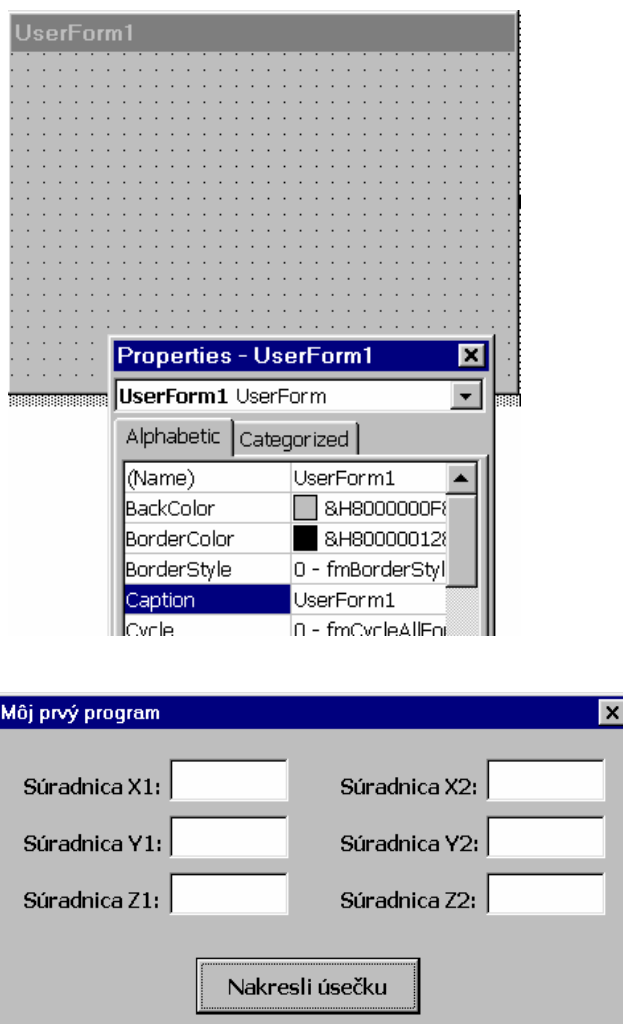 UserForm1
Properties - UserForm1
UserForm1 UserForm
Alphabetic Categorized
(Name) UserForm1
BackColor &H8000000F&
BorderColor &H80000012&
BorderStyle 0 - fmBorderStyl
Caption UserForm1
Cycle 0 - fmCycleAllFor
Môj prvý program
Súradnica X1: Súradnica X2:
Súradnica Y1: Súradnica Y2:
Súradnica Z1: Súradnica Z2:
Nakresli úsečku